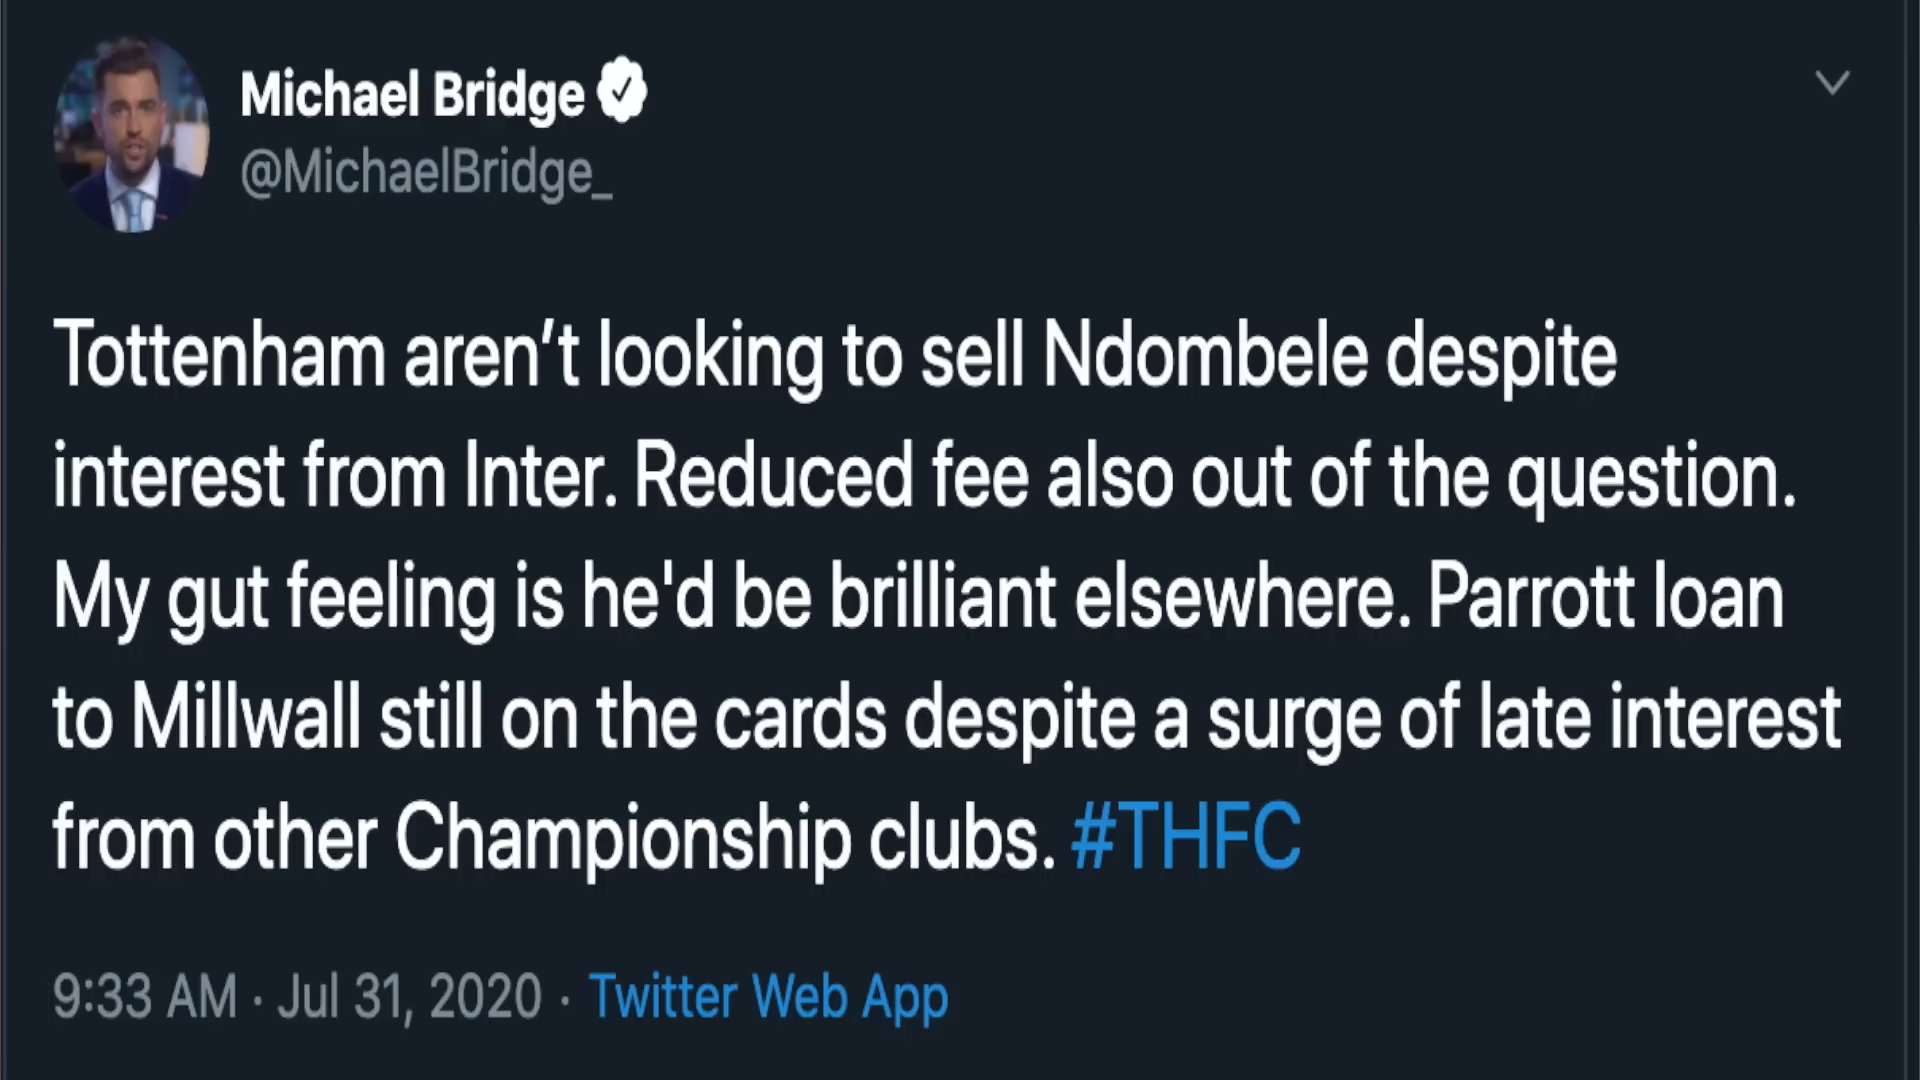 Michael Bridge
@MichaelBridge_
Tottenham aren’t looking to sell Ndombele despite
interest from Inter. Reduced fee also out of the question.
My gut feeling is he'd be brilliant elsewhere. Parrott loan
to Millwall still on the cards despite a surge of late interest
from other Championship clubs. #THFC
9:33 AM · Jul 31, 2020 · Twitter Web App